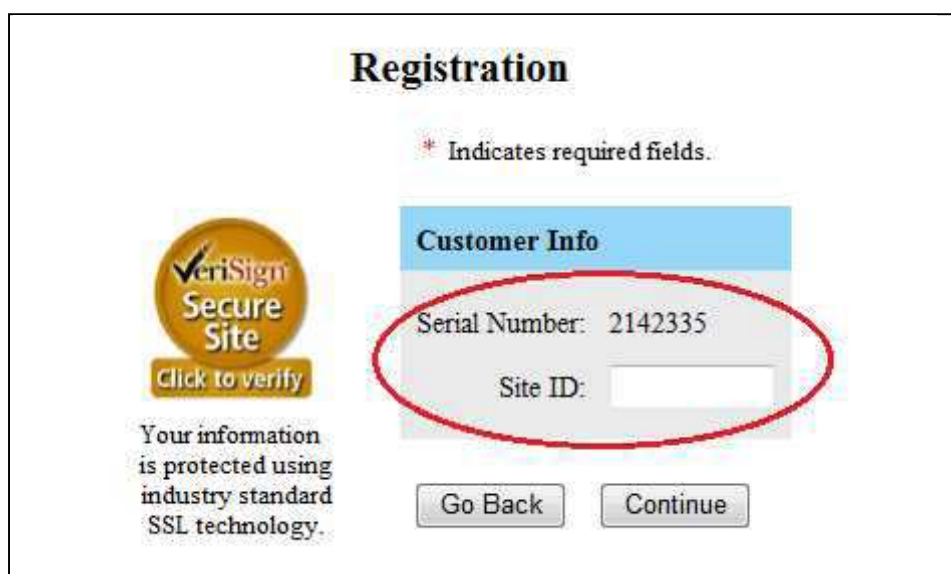 Registration
* Indicates required fields.
Customer Info
Serial Number: 2142335
Site ID:
VeriSign
Secure
Site
Click to verify
Your information
is protected using
industry standard
SSL technology.
Go Back Continue